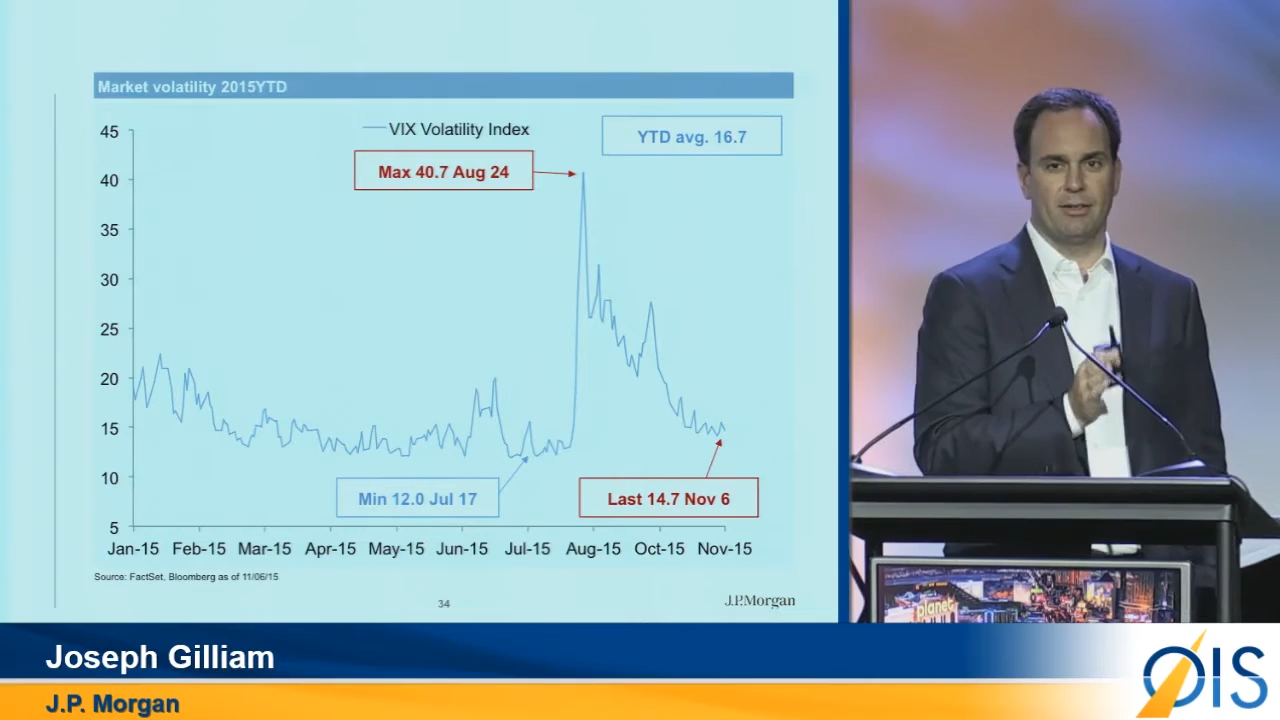 Market volatility 2015YTD
VIX Volatility Index
YTD avg. 16.7
Max 40.7 Aug 24
45
40
35
30
25
20
15
10
5
Min 12.0 Jul 17
Last 14.7 Nov 6
Jan-15 Feb-15 Mar-15 Apr-15 May-15 Jun-15 Jul-15 Aug-15 Oct-15 Nov-15
Source: FactSet, Bloomberg as of 11/06/15
34
J.P.Morgan
planet
Joseph Gilliam
J.P. Morgan
OIS